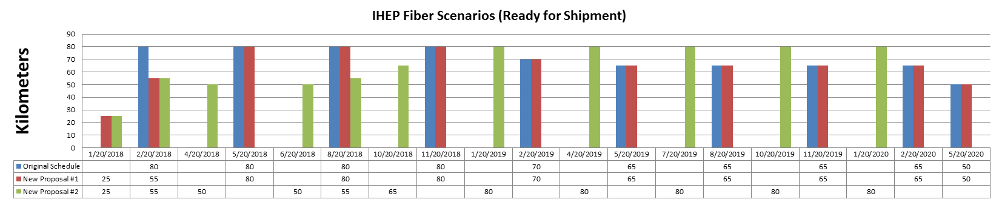 IHEP Fiber Scenarios (Ready for Shipment)
Kilometers
90
80
70
60
50
40
30
20
10
0
1/20/2018 2/20/2018 4/20/2018 5/20/2018 6/20/2018 8/20/2018 10/20/2018 11/20/2018 1/20/2019 2/20/2019 4/20/2019 5/20/2019 7/20/2019 8/20/2019 10/20/2019 11/20/2019 1/20/2020 2/20/2020 5/20/2020
Original Schedule 80 80 80 80 70 65 65 65 65 50
New Proposal #1 25 55 80 80 80 70 65 65 65 65 50
New Proposal #2 25 55 50 50 55 65 80 80 80 80 80